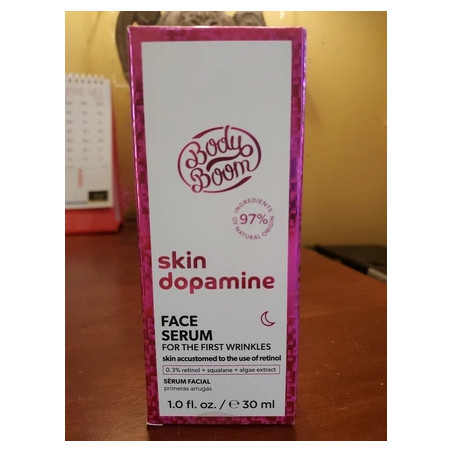 Body
Boom
INGREDIENTS
97%
OF NATURAL ORIGIN
skin
dopamine
FACE
SERUM
FOR THE FIRST WRINKLES
skin accustomed to the use of retinol
0.3% retinol + squalane + algae extract
SÉRUM FACIAL
primeras arrugas
1.0 fl. oz. / ℮ 30 ml